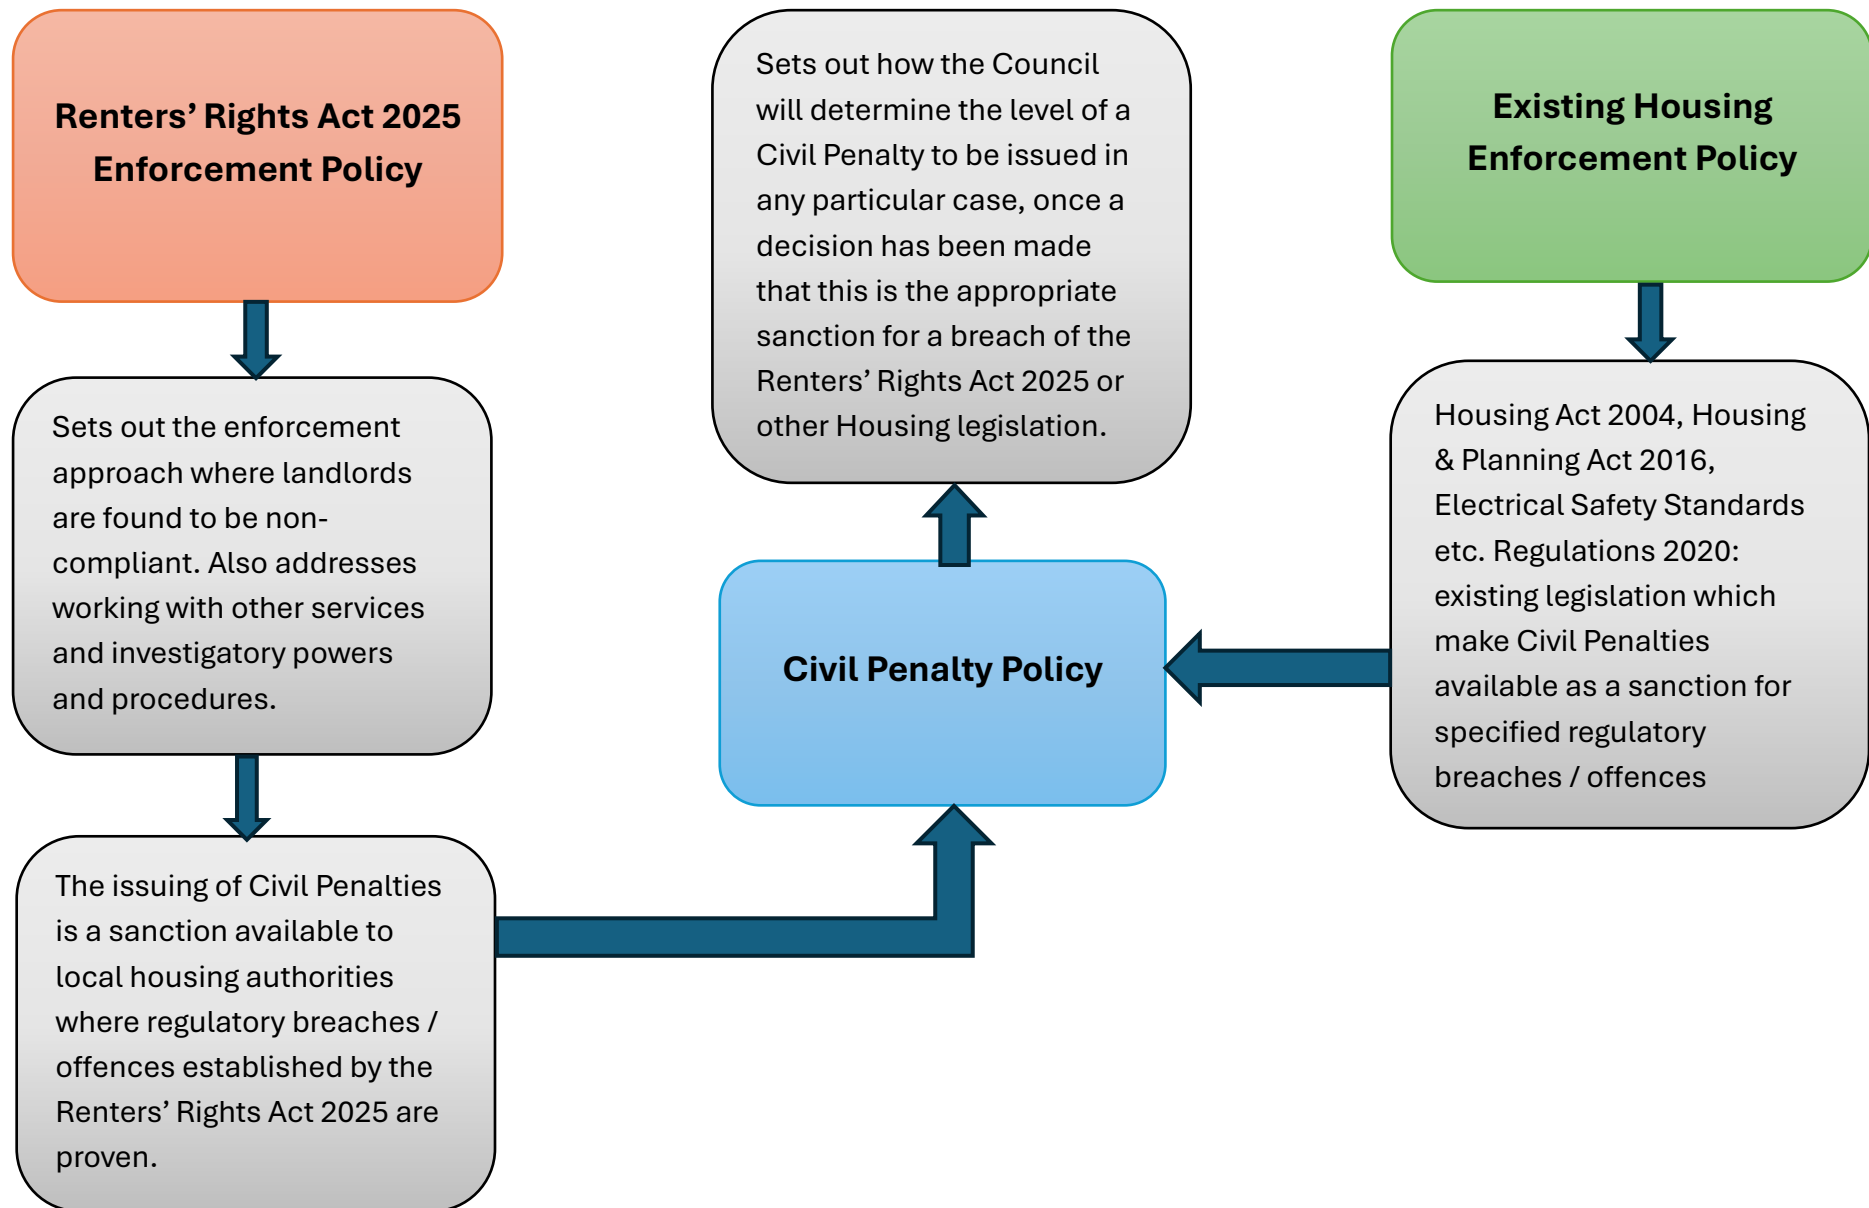 Renters’ Rights Act 2025
Enforcement Policy
Sets out the enforcement
approach where landlords
are found to be non-
compliant. Also addresses
working with other services
and investigatory powers
and procedures.
The issuing of Civil Penalties
is a sanction available to
local housing authorities
where regulatory breaches /
offences established by the
Renters’ Rights Act 2025 are
proven.
Sets out how the Council
will determine the level of a
Civil Penalty to be issued in
any particular case, once a
decision has been made
that this is the appropriate
sanction for a breach of the
Renters’ Rights Act 2025 or
other Housing legislation.
Civil Penalty Policy
Existing Housing
Enforcement Policy
Housing Act 2004, Housing
& Planning Act 2016,
Electrical Safety Standards
etc. Regulations 2020:
existing legislation which
make Civil Penalties
available as a sanction for
specified regulatory
breaches / offences